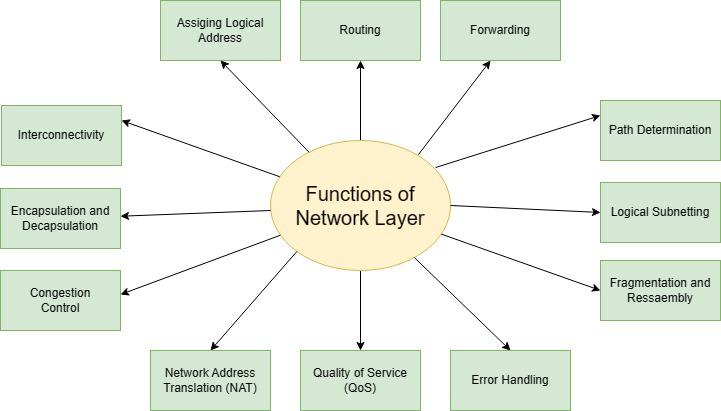 Assiging Logical
Address
Routing
Forwarding
Interconnectivity
Path Determination
Functions of
Network Layer
Encapsulation and
Decapsulation
Logical Subnetting
Congestion
Control
Fragmentation and
Ressaembly
Network Address
Translation (NAT)
Quality of Service
(QoS)
Error Handling